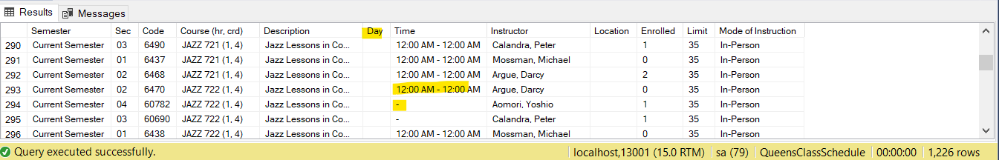 Results Messages
Semester Sec Code Course (hr, crd) Description Day Time Instructor Location Enrolled Limit Mode of Instruction
290 Current Semester 03 6490 JAZZ 721 (1, 4) Jazz Lessons in Co... 12:00 AM - 12:00 AM Calandra, Peter 1 35 In-Person
291 Current Semester 01 6437 JAZZ 721 (1, 4) Jazz Lessons in Co... 12:00 AM - 12:00 AM Mossman, Michael 0 35 In-Person
292 Current Semester 02 6468 JAZZ 721 (1, 4) Jazz Lessons in Co... 12:00 AM - 12:00 AM Argue, Darcy 2 35 In-Person
293 Current Semester 02 6470 JAZZ 722 (1, 4) Jazz Lessons in Co... 12:00 AM - 12:00 AM Argue, Darcy 0 35 In-Person
294 Current Semester 04 60782 JAZZ 722 (1, 4) Jazz Lessons in Co... - Aomori, Yoshio 1 35 In-Person
295 Current Semester 03 60690 JAZZ 722 (1, 4) Jazz Lessons in Co... - Calandra, Peter 1 35 In-Person
296 Current Semester 01 6438 JAZZ 722 (1, 4) Jazz Lessons in Co... 12:00 AM - 12:00 AM Mossman, Michael 0 35 In-Person
Query executed successfully. localhost,13001 (15.0 RTM) sa (79) QueensClassSchedule 00:00:00 1,226 rows